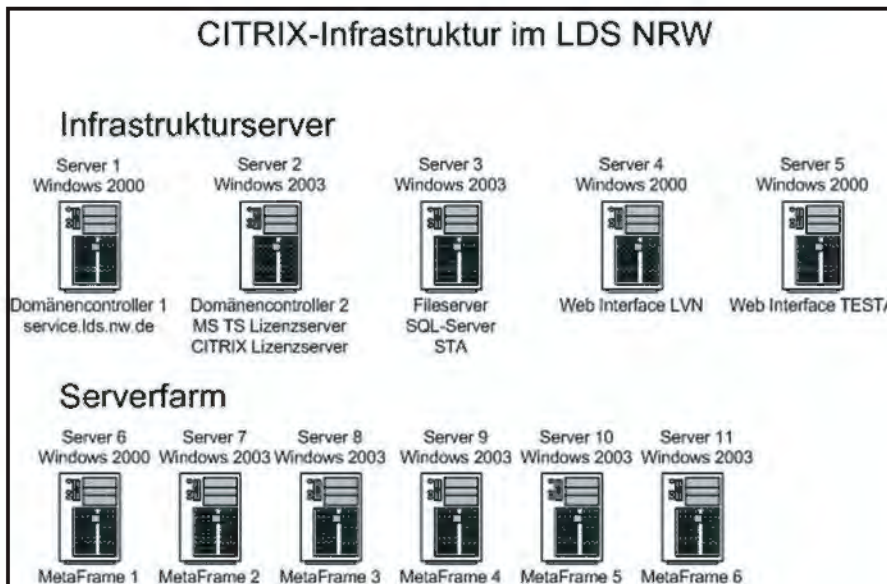 CITRIX-Infrastruktur im LDS NRW
Infrastrukturserver
Server 1
Windows 2000
Server 2
Windows 2003
Server 3
Windows 2003
Server 4
Windows 2000
Server 5
Windows 2000
Domänencontroller 1
service.lds.nw.de
Domänencontroller 2
MS TS Lizenzserver
CITRIX Lizenzserver
Fileserver
SQL-Server
STA
Web Interface LVN
Web Interface TESTA
Serverfarm
Server 6
Windows 2000
Server 7
Windows 2003
Server 8
Windows 2003
Server 9
Windows 2003
Server 10
Windows 2003
Server 11
Windows 2003
MetaFrame 1
MetaFrame 2
MetaFrame 3
MetaFrame 4
MetaFrame 5
MetaFrame 6